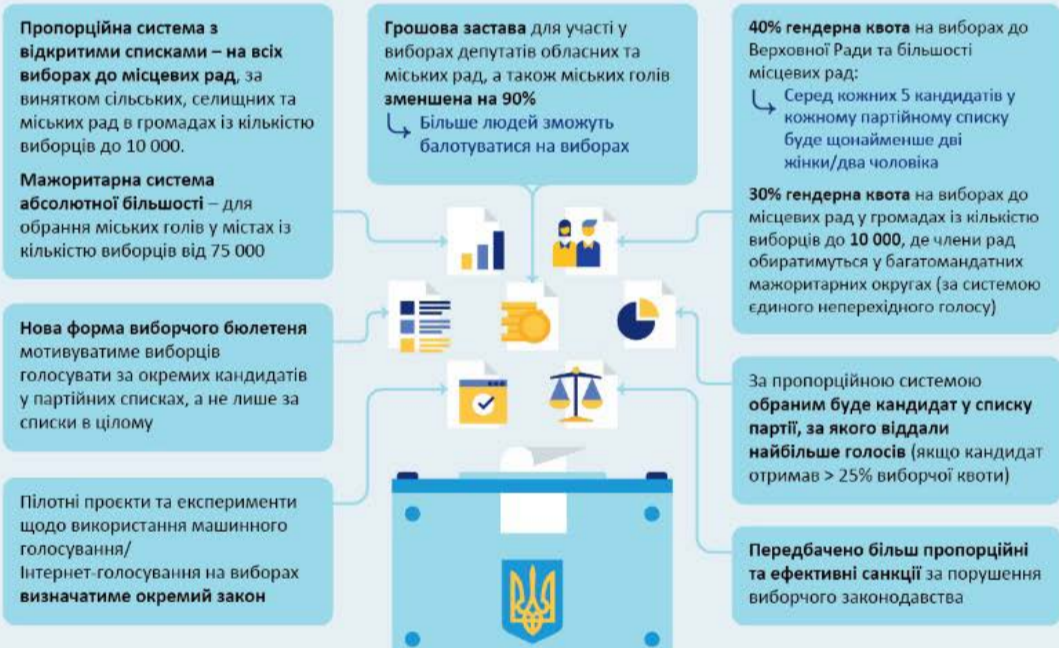 Пропорційна система з
відкритими списками – на всіх
виборах до місцевих рад, за
винятком сільських, селищних та
міських рад в громадах із кількістю
виборців до 10 000.
Мажоритарна система
абсолютної більшості – для
обрання міських голів у містах із
кількістю виборців від 75 000
Нова форма виборчого бюлетеня
мотивуватиме виборців
голосувати за окремих кандидатів
у партійних списках, а не лише за
списки в цілому
Пілотні проєкти та експерименти
щодо використання машинного
голосування/
Інтернет-голосування на виборах
визначатиме окремий закон
Грошова застава для участі у
виборах депутатів обласних та
міських рад, а також міських голів
зменшена на 90%
Більше людей зможуть
балотуватися на виборах
40% гендерна квота на виборах до
Верховної Ради та більшості
місцевих рад:
Серед кожних 5 кандидатів у
кожному партійному списку
буде щонайменше дві
жінки/два чоловіка
30% гендерна квота на виборах до
місцевих рад у громадах із кількістю
виборців до 10 000, де члени рад
обиратимуться у багатомандатних
мажоритарних округах (за системою
єдиного неперехідного голосу)
За пропорційною системою
обраним буде кандидат у списку
партії, за якого віддали
найбільше голосів (якщо кандидат
отримав > 25% виборчої квоти)
Передбачено більш пропорційні
та ефективні санкції за порушення
виборчого законодавства